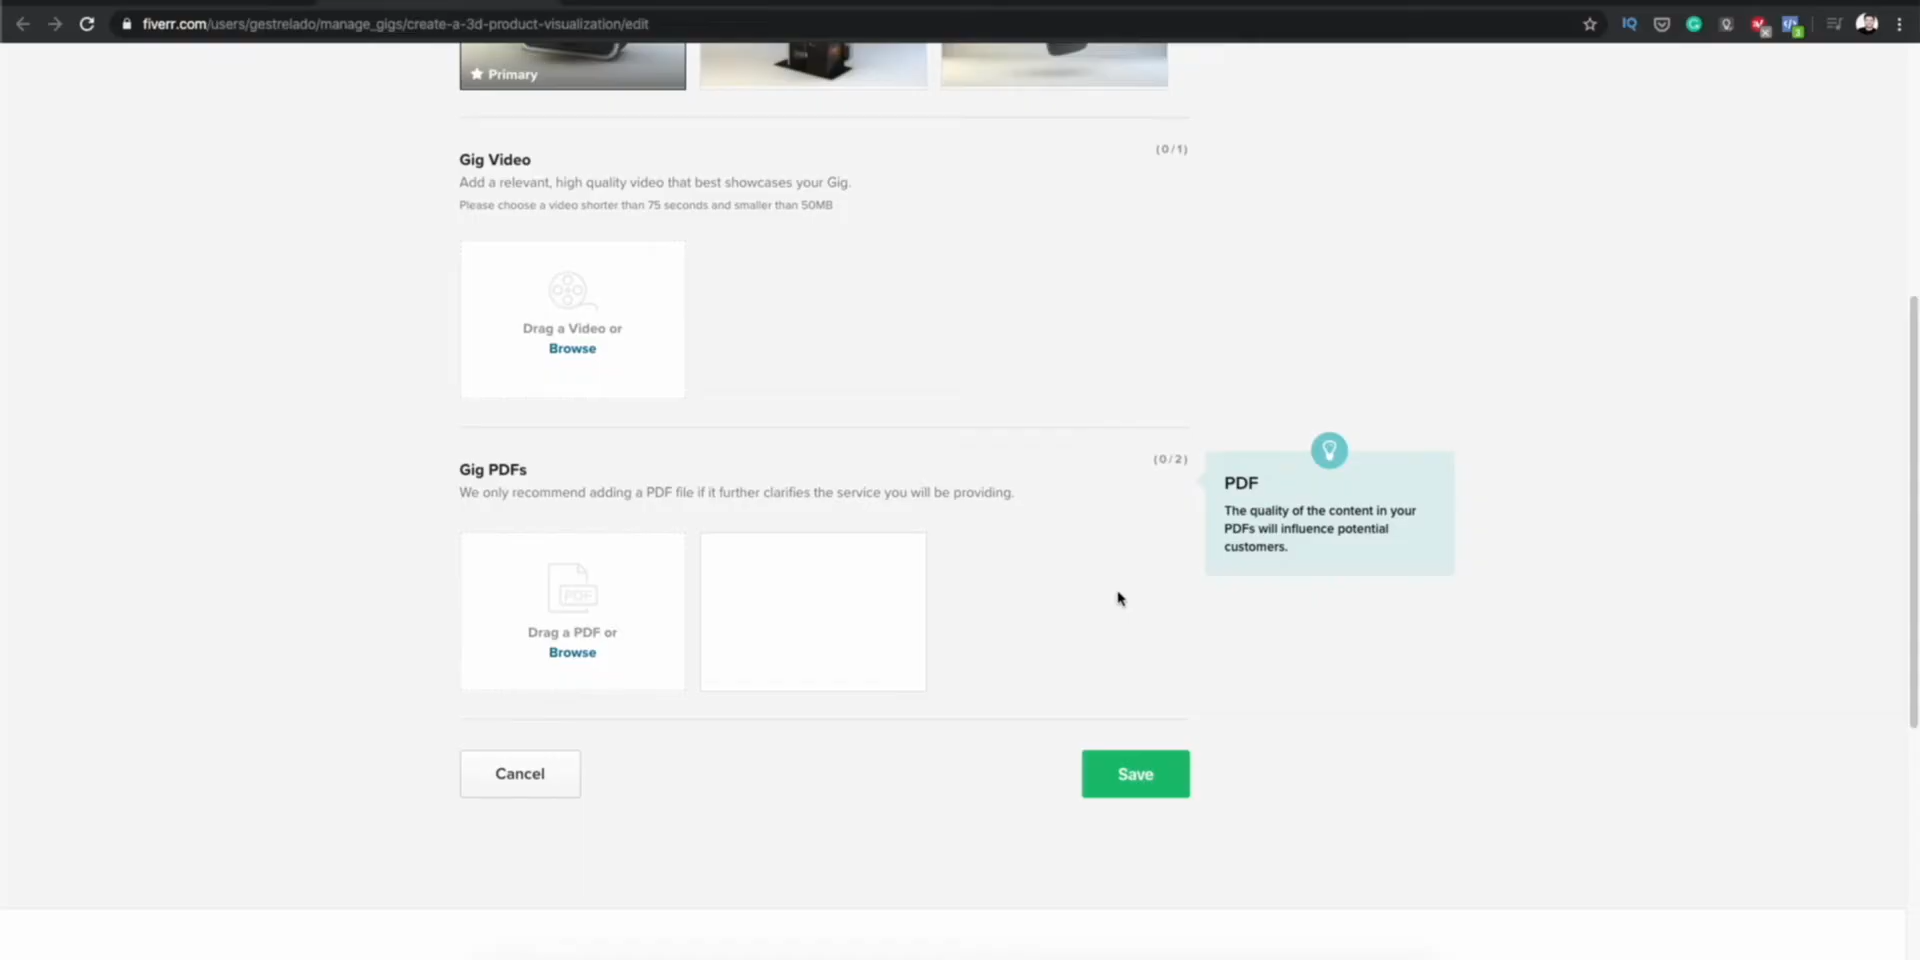 fiverr.com/users/gestrelado/manage_gigs/create-a-3d-product-visualization/edit
IQ
★ Primary
Gig Video
(0/1)
Add a relevant, high quality video that best showcases your Gig.
Please choose a video shorter than 75 seconds and smaller than 50MB
Drag a Video or
Browse
Gig PDFs
(0/2)
We only recommend adding a PDF file if it further clarifies the service you will be providing.
PDF
The quality of the content in your
PDFs will influence potential
customers.
PDF
Drag a PDF or
Browse
Cancel
Save